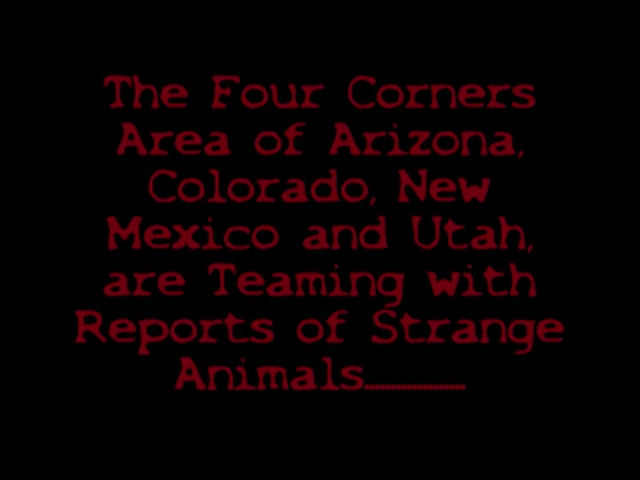 The Four Corners
Area of Arizona,
Colorado, New
Mexico and Utah,
are Teaming with
Reports of Strange
Animals....................